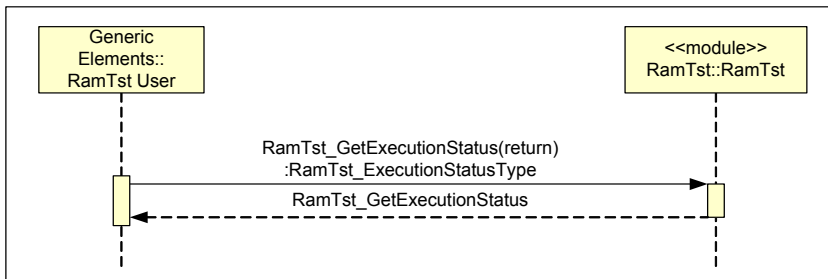 Generic
Elements::
RamTst User
<<module>>
RamTst::RamTst
RamTst_GetExecutionStatus(return)
:RamTst_ExecutionStatusType
RamTst_GetExecutionStatus